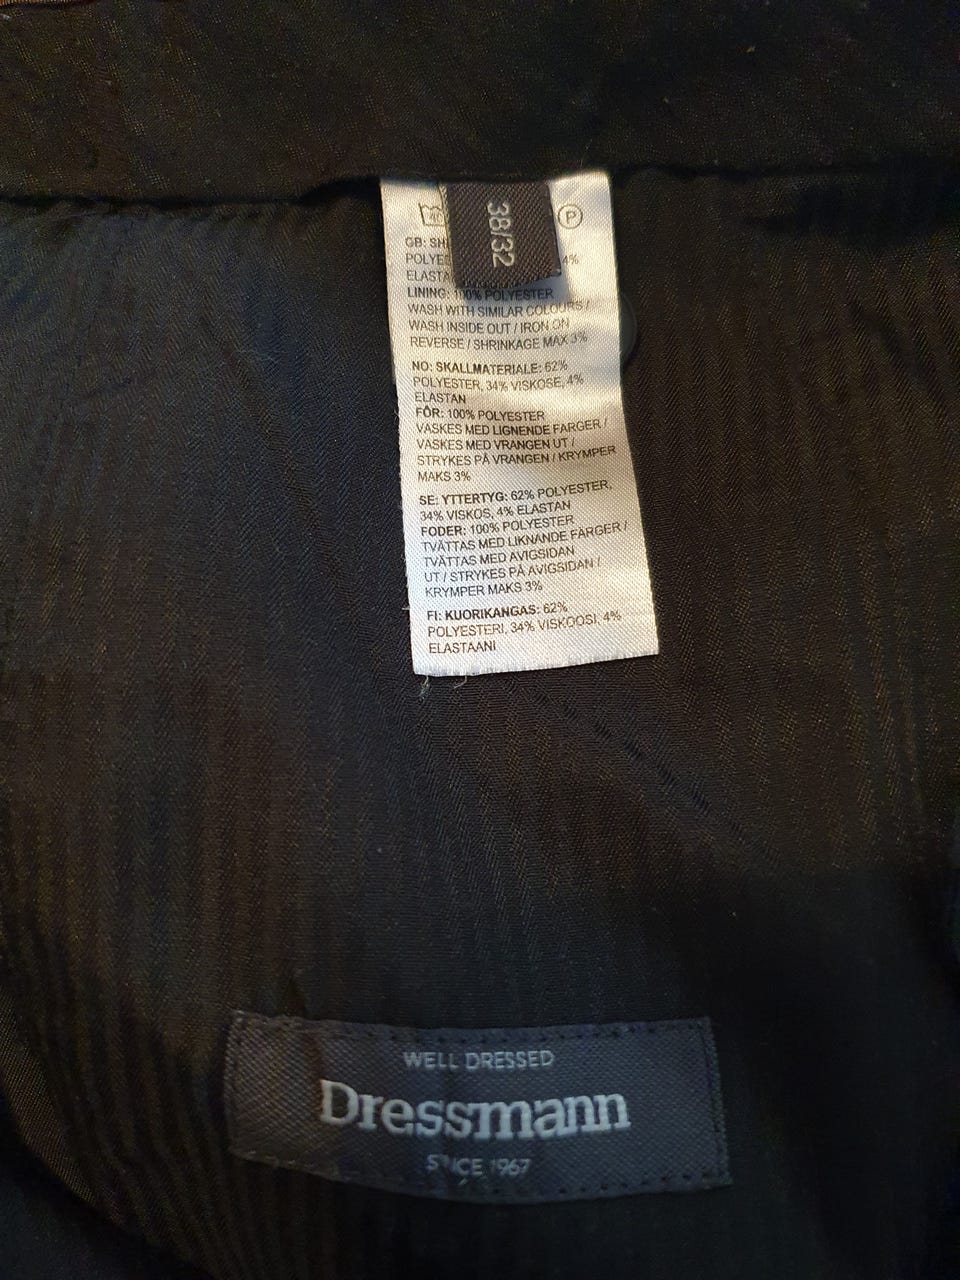 40
P
38/32
GB: SH
POLYE 4%
ELASTA
LINING: 100% POLYESTER
WASH WITH SIMILAR COLOURS /
WASH INSIDE OUT / IRON ON
REVERSE / SHRINKAGE MAX 3%
NO: SKALLMATERIALE: 62%
POLYESTER, 34% VISKOSE, 4%
ELASTAN
FÔR: 100% POLYESTER
VASKES MED LIGNENDE FARGER /
VASKES MED VRANGEN UT /
STRYKES PÅ VRANGEN / KRYMPER
MAKS 3%
SE: YTTERTYG: 62% POLYESTER,
34% VISKOS, 4% ELASTAN
FODER: 100% POLYESTER
TVÄTTAS MED LIKNANDE FÄRGER /
TVÄTTAS MED AVIGSIDAN
UT / STRYKES PÅ AVIGSIDAN /
KRYMPER MAKS 3%
FI: KUORIKANGAS: 62%
POLYESTERI, 34% VISKOOSI, 4%
ELASTAANI
WELL DRESSED
Dressmann
SINCE 1967